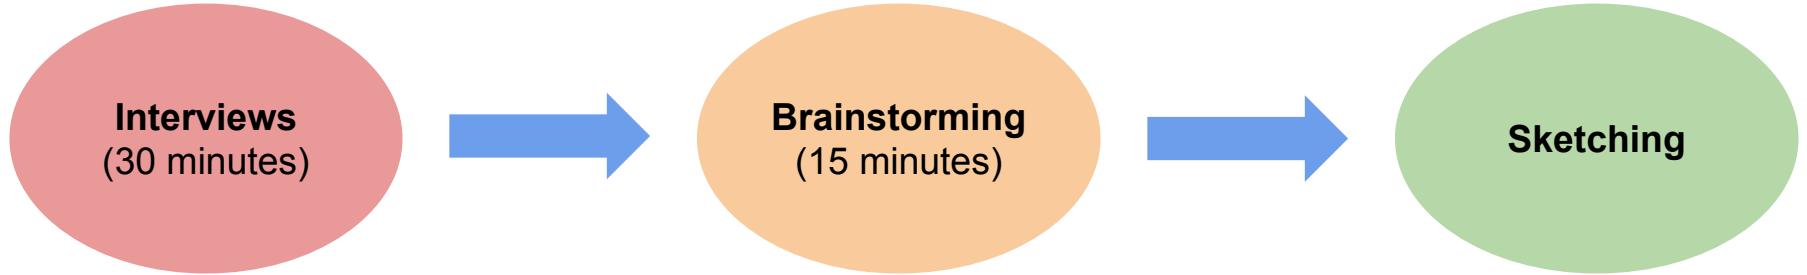 Interviews
(30 minutes)
Brainstorming
(15 minutes)
Sketching